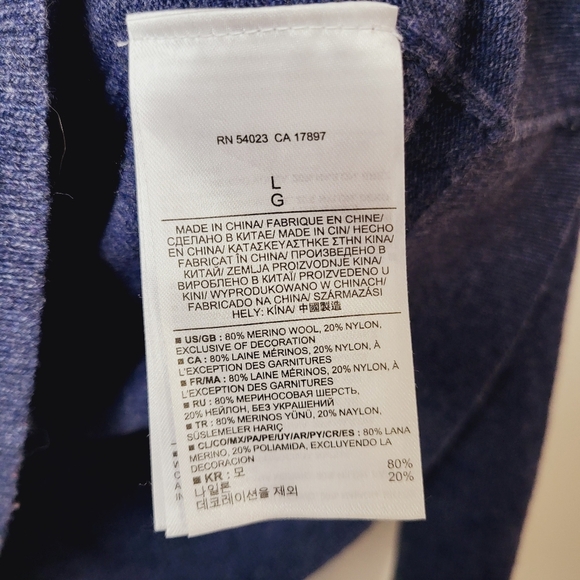 RN 54023 CA 17897
L
G
MADE IN CHINA/ FABRIQUE EN CHINE/
СДЕЛАНО В КИТАЕ/ MADE IN CIN/ HECHO
EN CHINA/ ΚΑΤΑΣΚΕΥΑΣΤΗΚΕ ΣΤΗΝ ΚΙΝΑ/
FABRICAT ÎN CHINA/ ПРОИЗВЕДЕНО В
КИТАЙ/ ZEMLJA PROIZVODNJE KINA/
ВИРОБЛЕНО В КИТАЇ/ PROIZVEDENO U
KINI/ WYPRODUKOWANO W CHINACH/
FABRICADO NA CHINA/ SZÁRMAZÁSI
HELY: KÍNA/ 中國製造
■ US/GB : 80% MERINO WOOL, 20% NYLON,
EXCLUSIVE OF DECORATION
■ CA : 80% LAINE MÉRINOS, 20% NYLON, À
L'EXCEPTION DES GARNITURES
■ FR/MA : 80% LAINE MÉRINOS, 20% NYLON, À
L'EXCEPTION DES GARNITURES
■ RU : 80% МЕРИНОСОВАЯ ШЕРСТЬ,
20% НЕЙЛОН, БЕЗ УКРАШЕНИЙ
■ TR : 80% MERINOS YÜNÜ, 20% NAYLON,
SÜSLEMELER HARİÇ
■ CL/CO/MX/PA/PE/UY/AR/PY/CR/ES : 80% LANA
MERINO, 20% POLIAMIDA, EXCLUYENDO LA
DECORACION
■ KR : 모 80%
나일론 20%
데코레이션을 제외